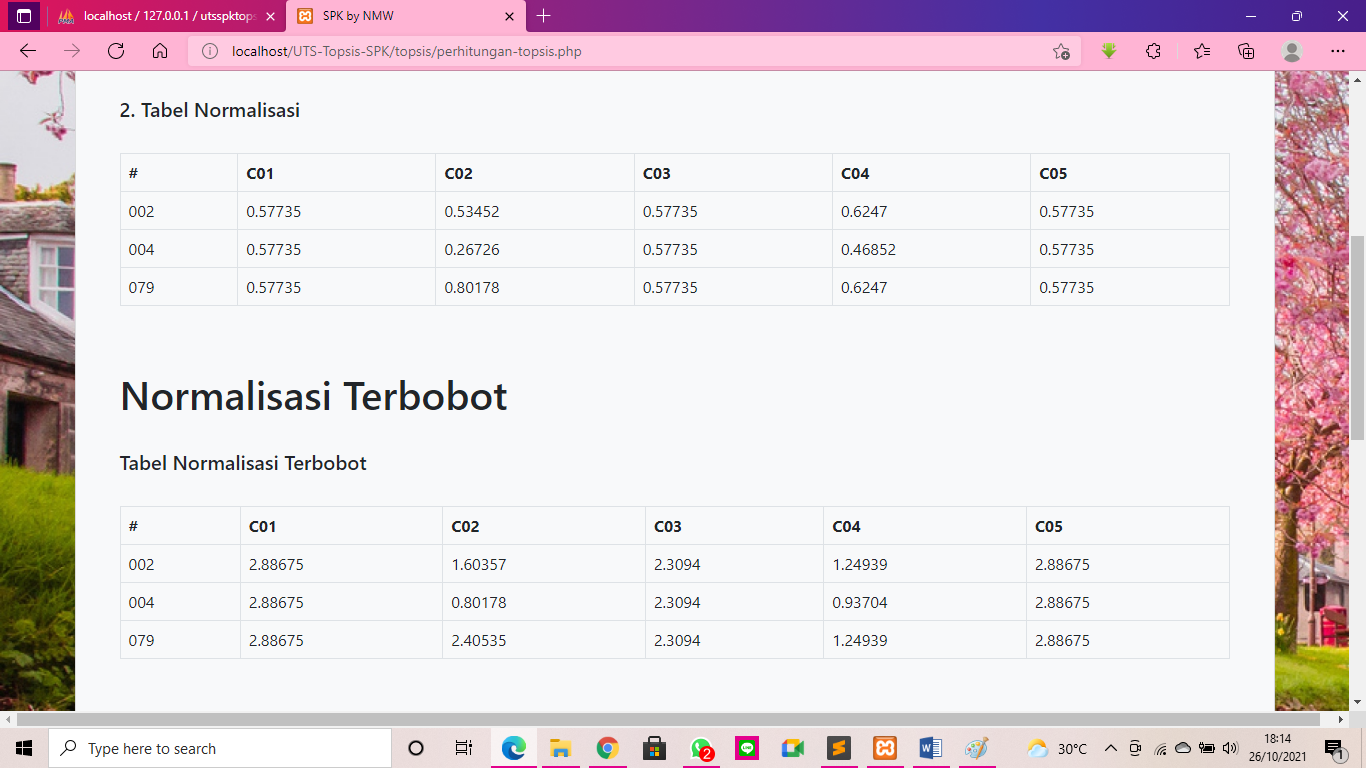 localhost / 127.0.0.1 / utsspktops
SPK by NMW
localhost/UTS-Topsis-SPK/topsis/perhitungan-topsis.php
2. Tabel Normalisasi
# C01 C02 C03 C04 C05
002 0.57735 0.53452 0.57735 0.6247 0.57735
004 0.57735 0.26726 0.57735 0.46852 0.57735
079 0.57735 0.80178 0.57735 0.6247 0.57735
Normalisasi Terbobot
Tabel Normalisasi Terbobot
# C01 C02 C03 C04 C05
002 2.88675 1.60357 2.3094 1.24939 2.88675
004 2.88675 0.80178 2.3094 0.93704 2.88675
079 2.88675 2.40535 2.3094 1.24939 2.88675
Type here to search
2
30°C
18:14
26/10/2021
1